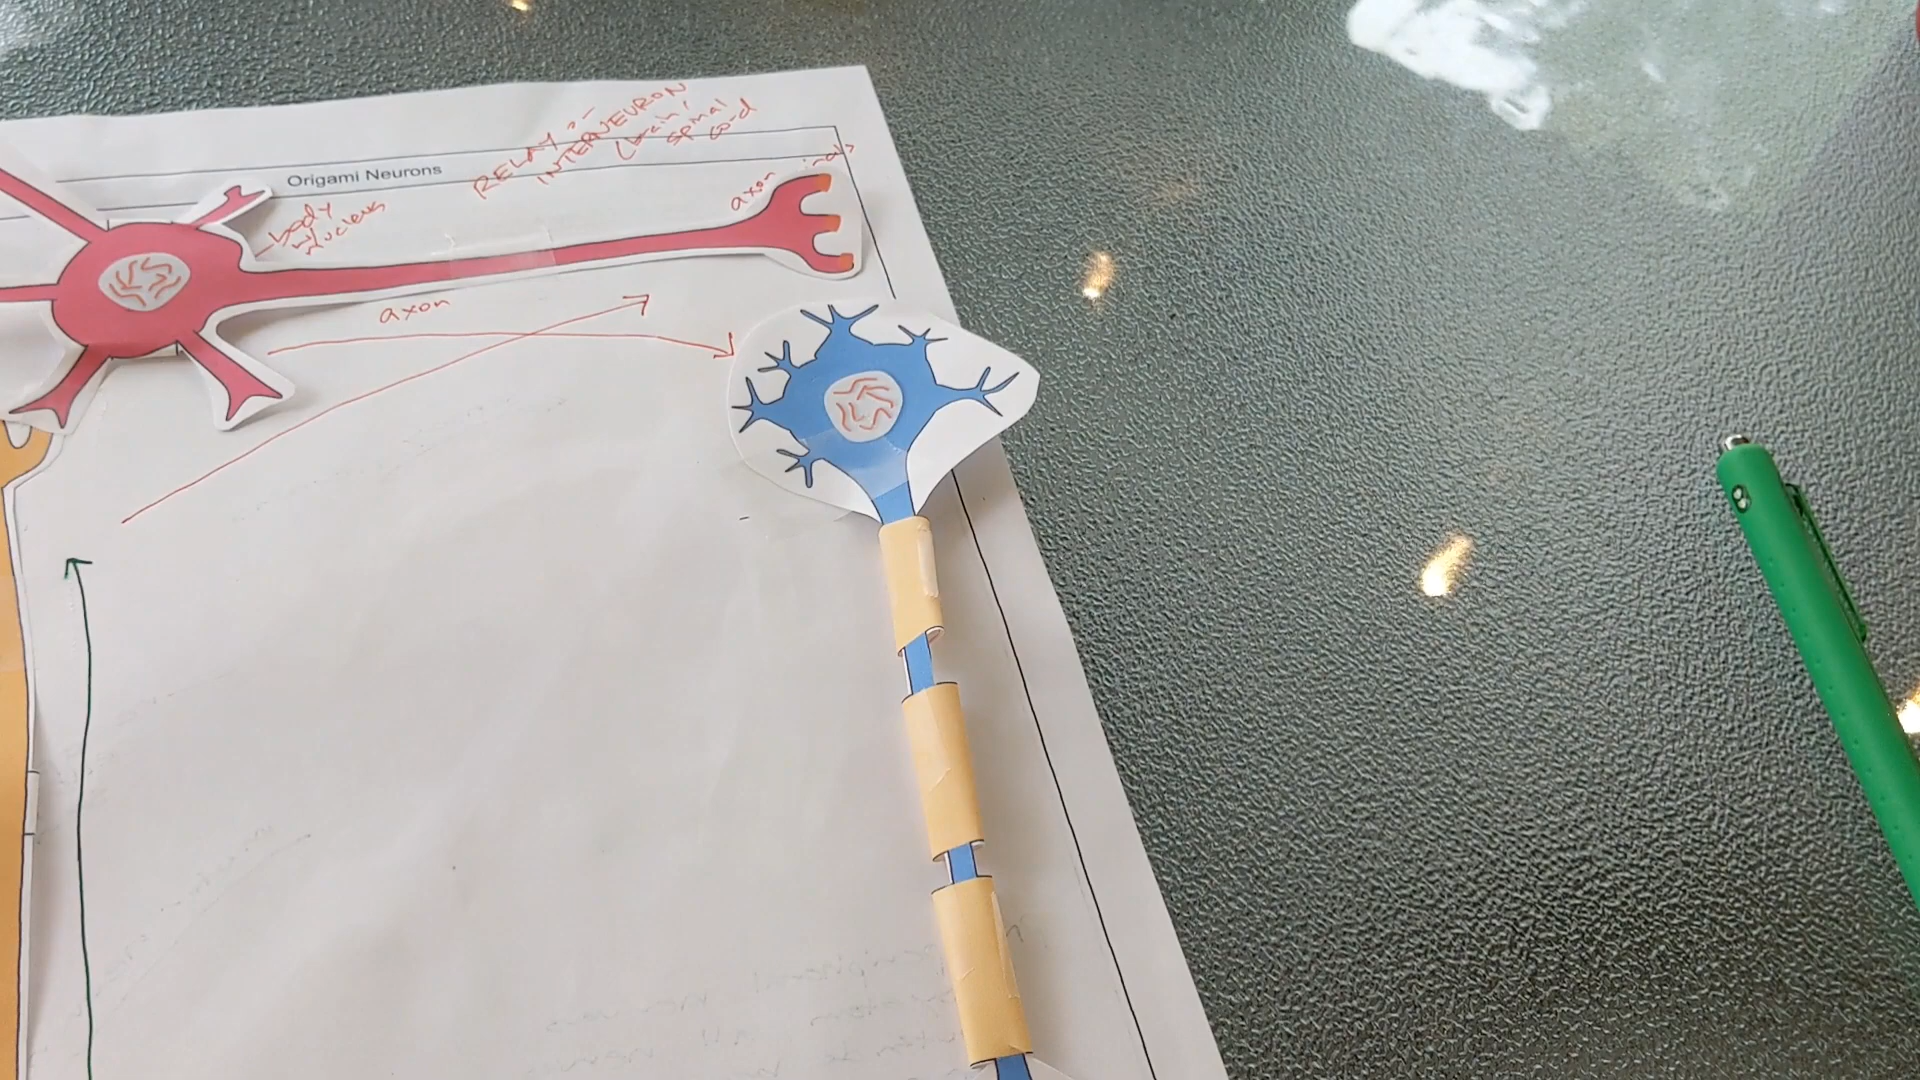 RELAY :-
INTERNEURON
(brain/
spinal
cord
Origami Neurons
axon
body
w/ nucleus
axon